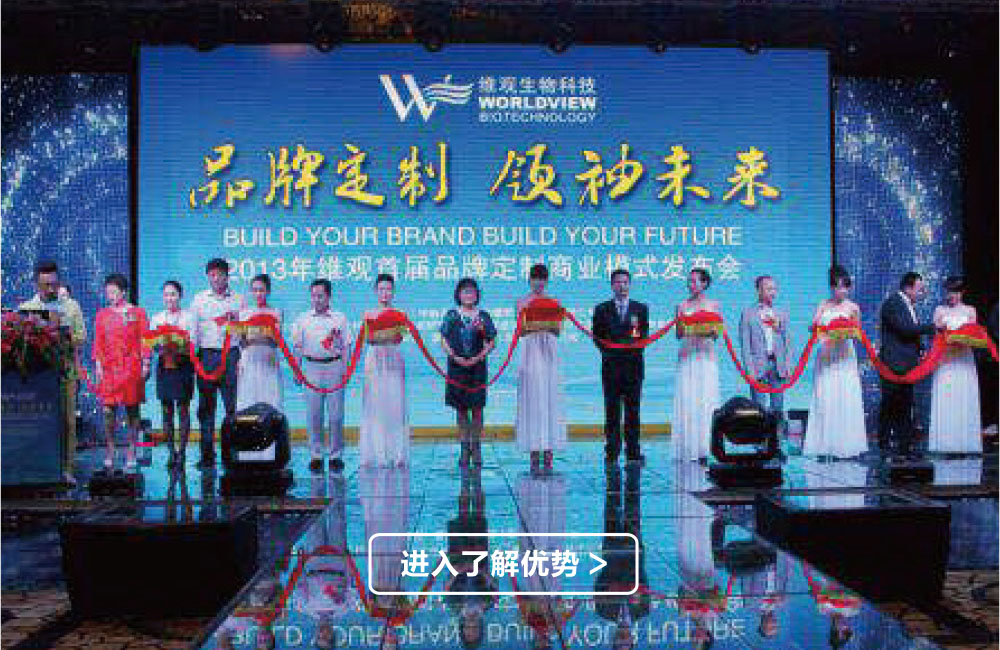 维观生物科技
WORLDVIEW
BIOTECHNOLOGY
品牌定制 领袖未来
BUILD YOUR BRAND BUILD YOUR FUTURE
2013年维观首届品牌定制商业模式发布会
进入了解优势 >